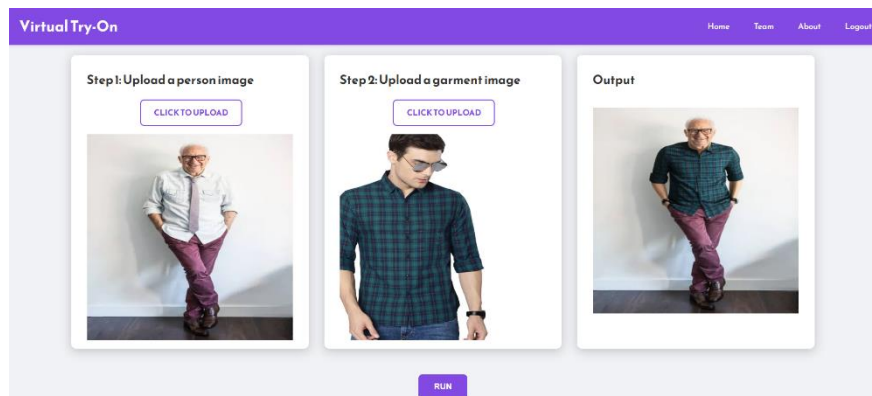 Virtual Try-On
Home Team About Logout
Step 1: Upload a person image
CLICK TO UPLOAD
Step 2: Upload a garment image
CLICK TO UPLOAD
Output
RUN